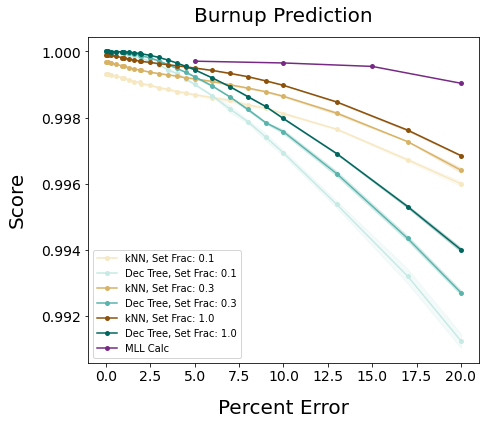 Burnup Prediction
Score
1.000
0.998
0.996
0.994
0.992
kNN, Set Frac: 0.1
Dec Tree, Set Frac: 0.1
kNN, Set Frac: 0.3
Dec Tree, Set Frac: 0.3
kNN, Set Frac: 1.0
Dec Tree, Set Frac: 1.0
MLL Calc
0.0 2.5 5.0 7.5 10.0 12.5 15.0 17.5 20.0
Percent Error